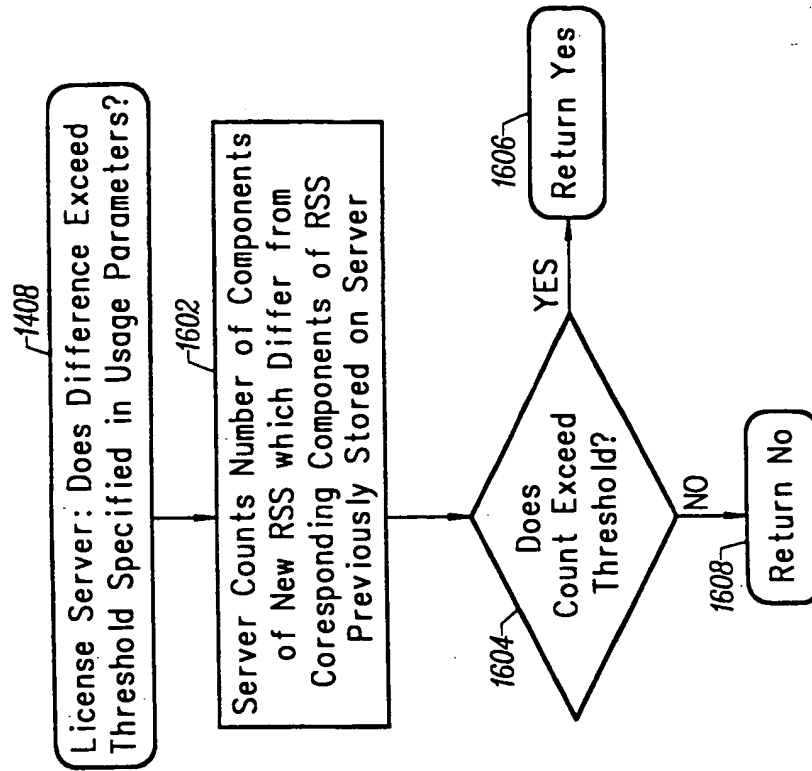 1408
License Server: Does Difference Exceed
Threshold Specified in Usage Parameters?
1602
Server Counts Number of Components
of New RSS which Differ from
Coresponding Components of RSS
Previously Stored on Server
1604
Does
Count Exceed
Threshold?
YES
1606
Return Yes
NO
1608
Return No